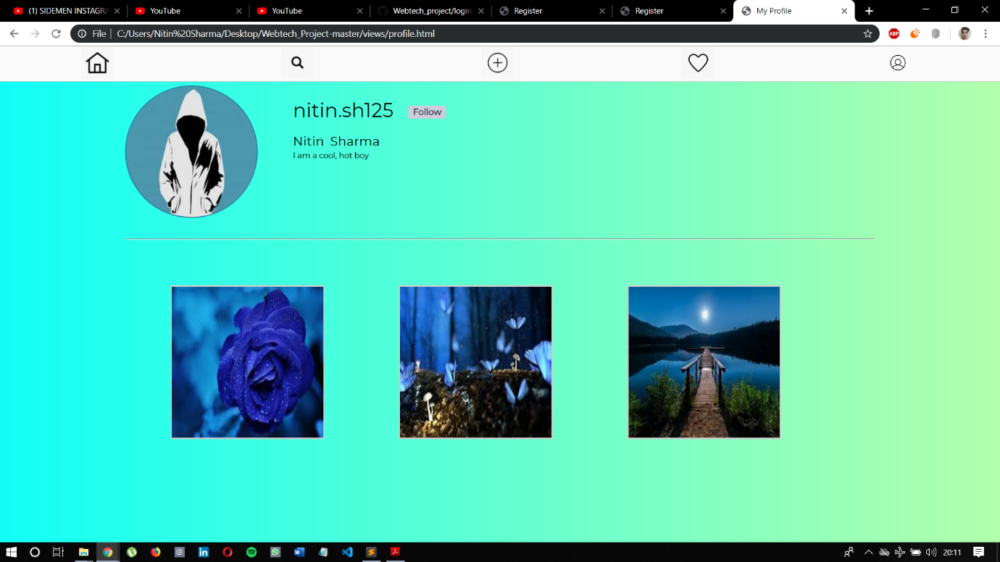 (1) SIDEMEN INSTAGRA
YouTube
YouTube
Webtech_project/login
Register
Register
My Profile
File
C:/Users/Nitin%20Sharma/Desktop/Webtech_Project-master/views/profile.html
ABP
nitin.sh125
Follow
Nitin Sharma
I am a cool, hot boy
20:11